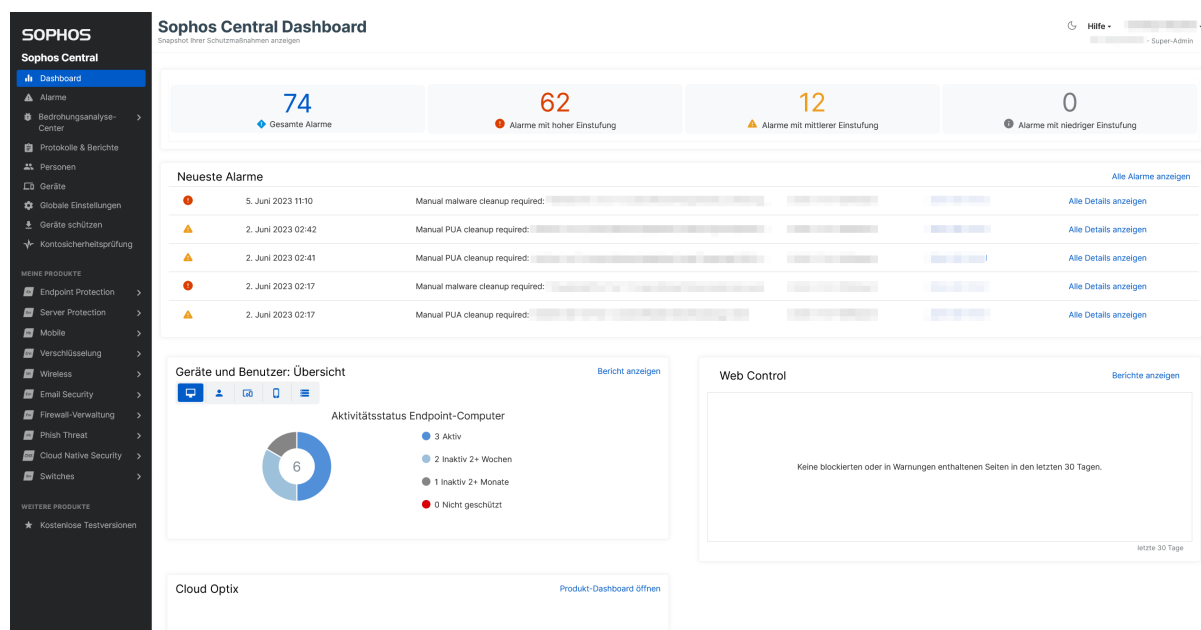 SOPHOS
Sophos Central
Dashboard
Alarme
Bedrohungsanalyse-
Center
Protokolle & Berichte
Personen
Geräte
Globale Einstellungen
Geräte schützen
Kontosicherheitsprüfung
MEINE PRODUKTE
Endpoint Protection
Server Protection
Mobile
Verschlüsselung
Wireless
Email Security
Firewall-Verwaltung
Phish Threat
Cloud Native Security
Switches
WEITERE PRODUKTE
Kostenlose Testversionen
Sophos Central Dashboard
Snapshot Ihrer Schutzmaßnahmen anzeigen
Hilfe
- Super-Admin
74
Gesamte Alarme
62
Alarme mit hoher Einstufung
12
Alarme mit mittlerer Einstufung
0
Alarme mit niedriger Einstufung
Neueste Alarme Alle Alarme anzeigen
5. Juni 2023 11:10 Manual malware cleanup required: Alle Details anzeigen
2. Juni 2023 02:42 Manual PUA cleanup required: Alle Details anzeigen
2. Juni 2023 02:41 Manual PUA cleanup required: Alle Details anzeigen
2. Juni 2023 02:17 Manual malware cleanup required: Alle Details anzeigen
2. Juni 2023 02:17 Manual PUA cleanup required: Alle Details anzeigen
Geräte und Benutzer: Übersicht Bericht anzeigen
Aktivitätsstatus Endpoint-Computer
6
3 Aktiv
2 Inaktiv 2+ Wochen
1 Inaktiv 2+ Monate
0 Nicht geschützt
Web Control Berichte anzeigen
Keine blockierten oder in Warnungen enthaltenen Seiten in den letzten 30 Tagen.
letzte 30 Tage
Cloud Optix Produkt-Dashboard öffnen